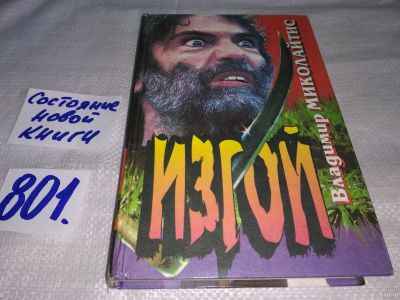 Состояние
новой
книги
801.
ИЗГОЙ
Владимир МИКОЛАЙТИС